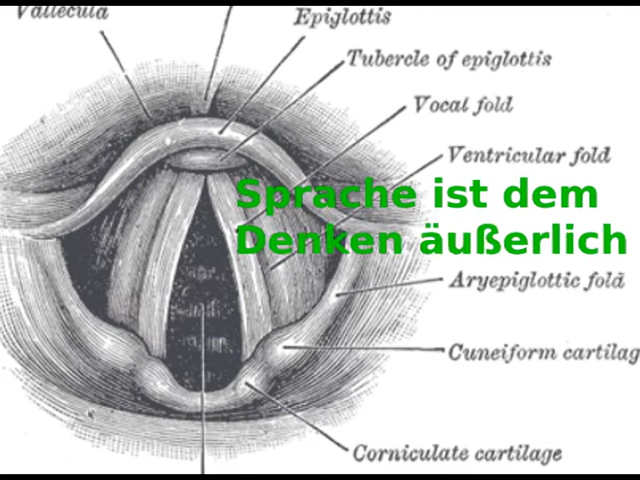 Vallecula
Epiglottis
Tubercle of epiglottis
Vocal fold
Ventricular fold
Sprache ist dem
Denken äußerlich
Aryepiglottic fold
Cuneiform cartilag
Corniculate cartilage